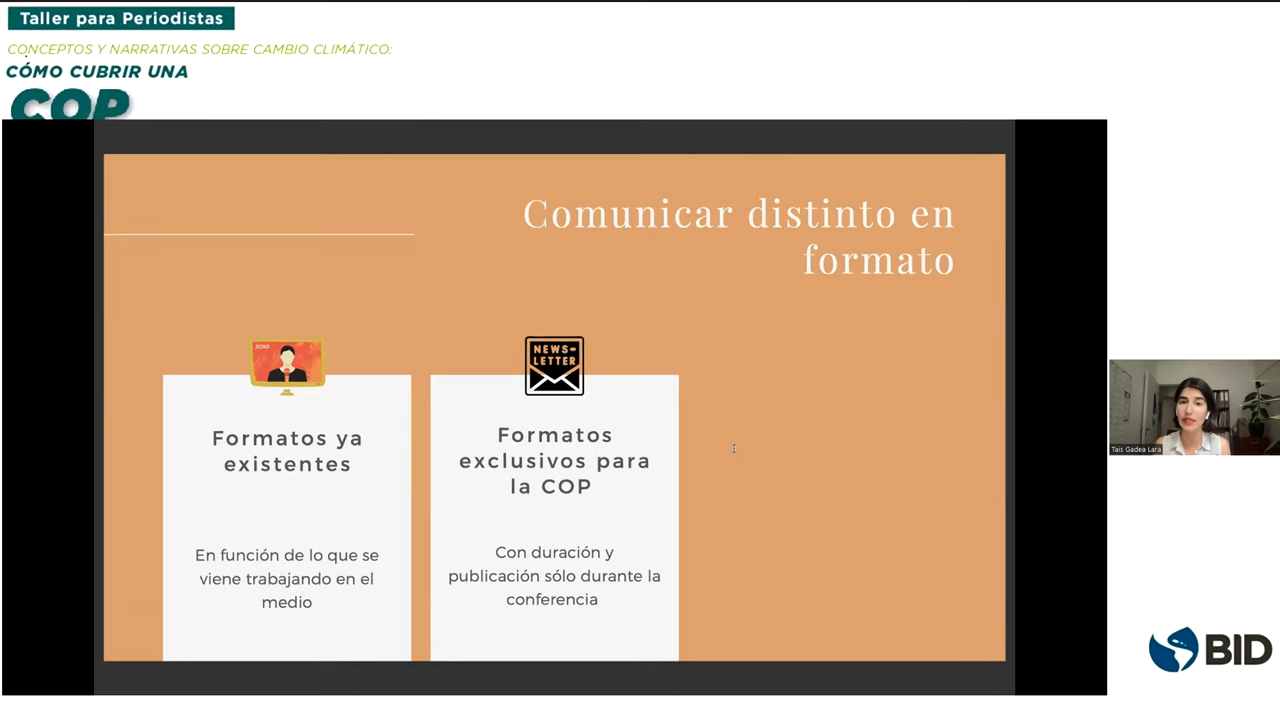 Taller para Periodistas
CONCEPTOS Y NARRATIVAS SOBRE CAMBIO CLIMÁTICO:
CÓMO CUBRIR UNA
COP
Comunicar distinto en
formato
NEWS
NEWS-
LETTER
Formatos ya
existentes
En función de lo que se
viene trabajando en el
medio
Formatos
exclusivos para
la COP
Con duración y
publicación sólo durante la
conferencia
Tais Gadea Lara
BID